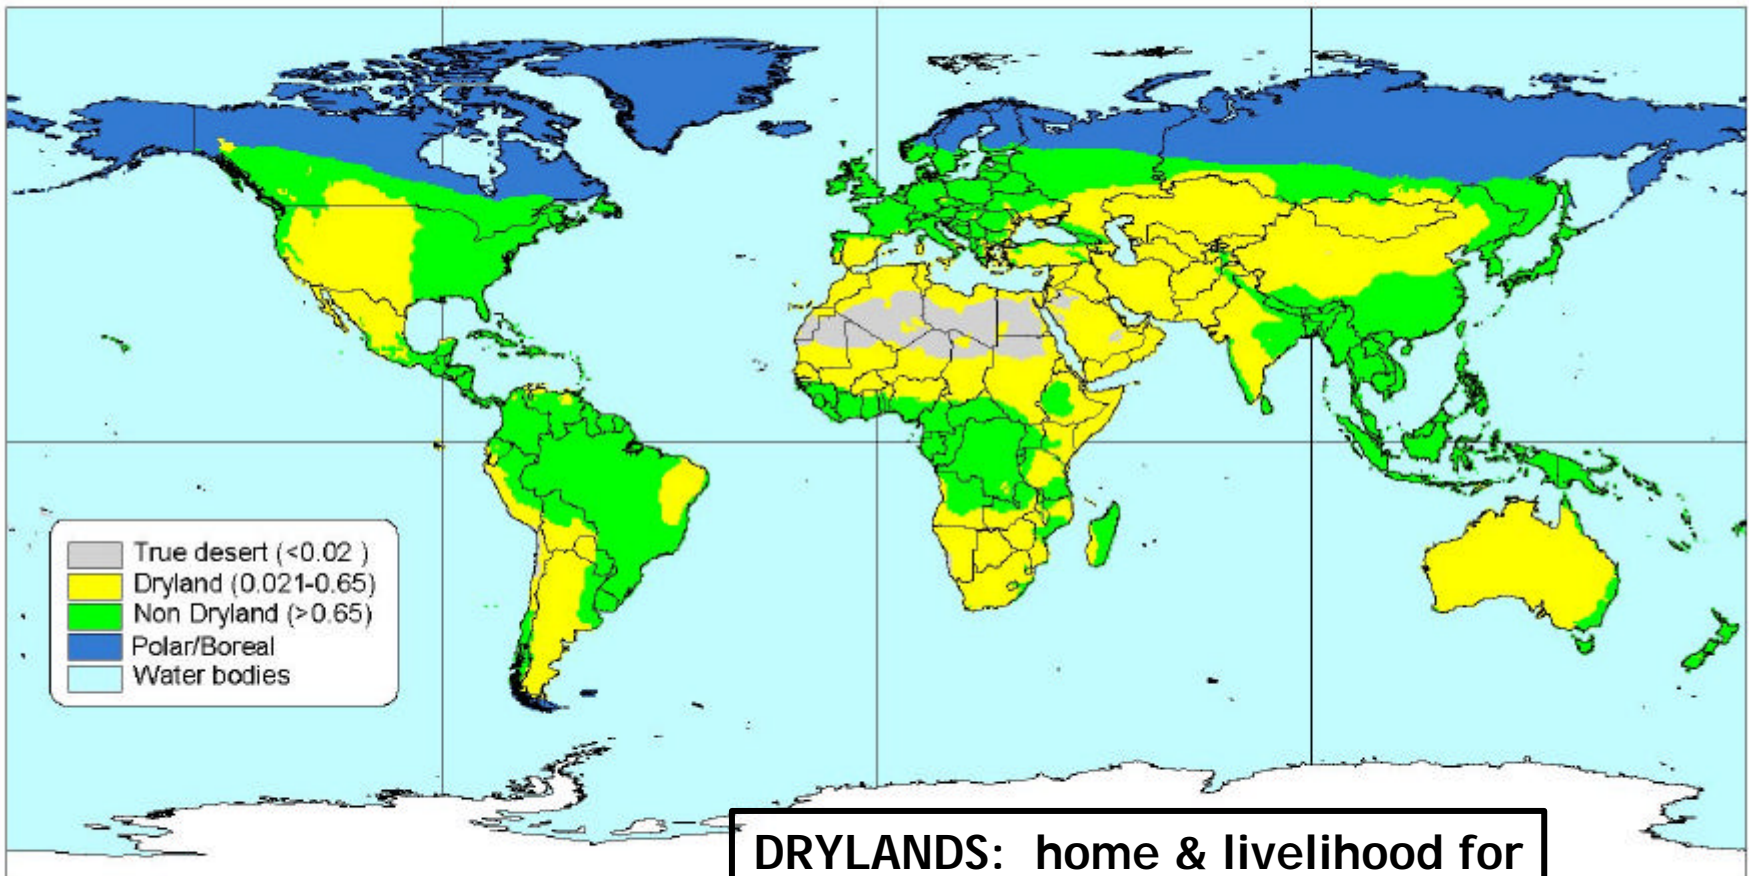 True desert (<0.02 )
Dryland (0.021-0.65)
Non Dryland (>0.65)
Polar/Boreal
Water bodies
DRYLANDS: home & livelihood for